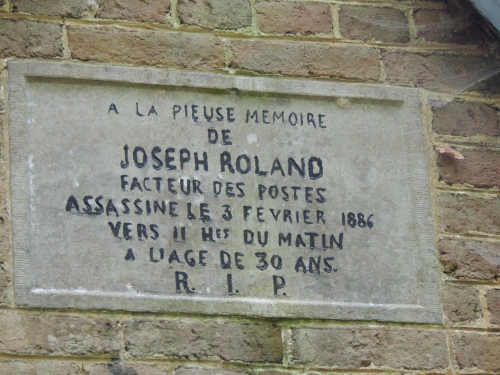 A LA PIEUSE MEMOIRE
DE
JOSEPH ROLAND
FACTEUR DES POSTES
ASSASSINE LE 3 FEVRIER 1886
VERS 11 HES DU MATIN
A L'AGE DE 30 ANS.
R. I. P.